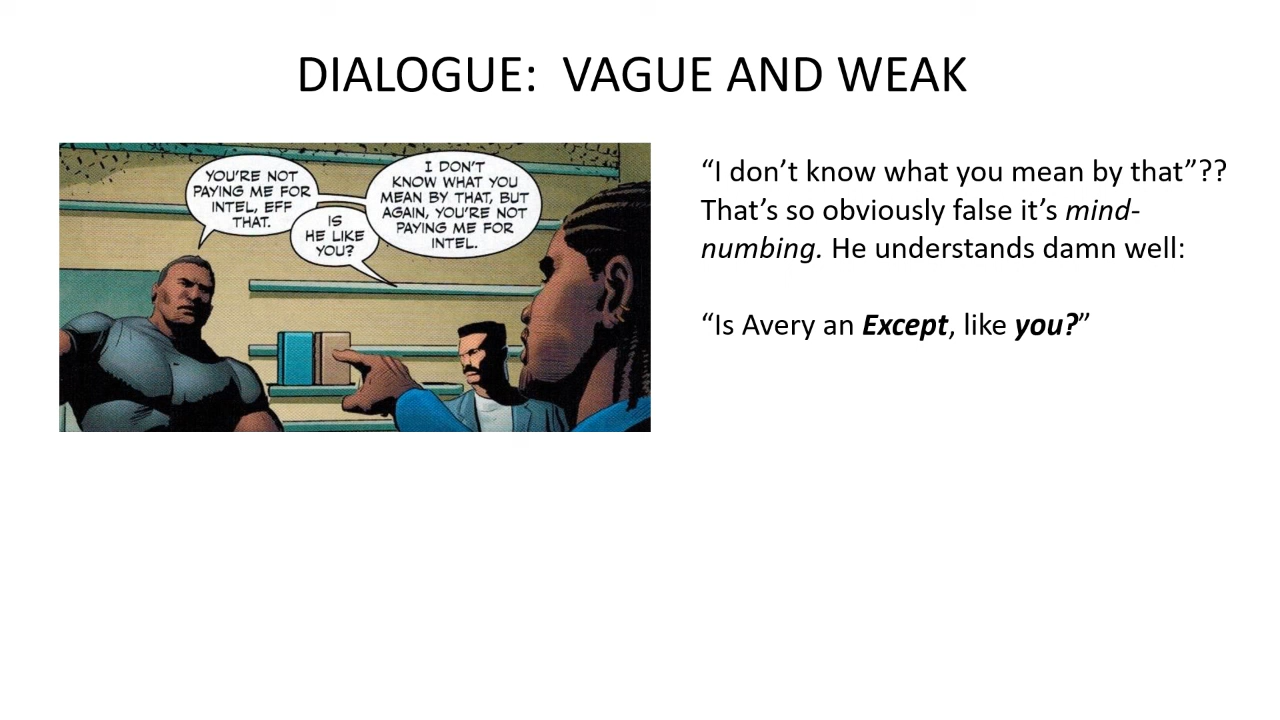 DIALOGUE:  VAGUE AND WEAK
YOU'RE NOT
PAYING ME FOR
INTEL, EFF
THAT.
IS
HE LIKE
YOU?
I DON'T
KNOW WHAT YOU
MEAN BY THAT, BUT
AGAIN, YOU'RE NOT
PAYING ME FOR
INTEL.
“I don’t know what you mean by that”??
That’s so obviously false it’s mind-
numbing. He understands damn well:
“Is Avery an Except, like you?”